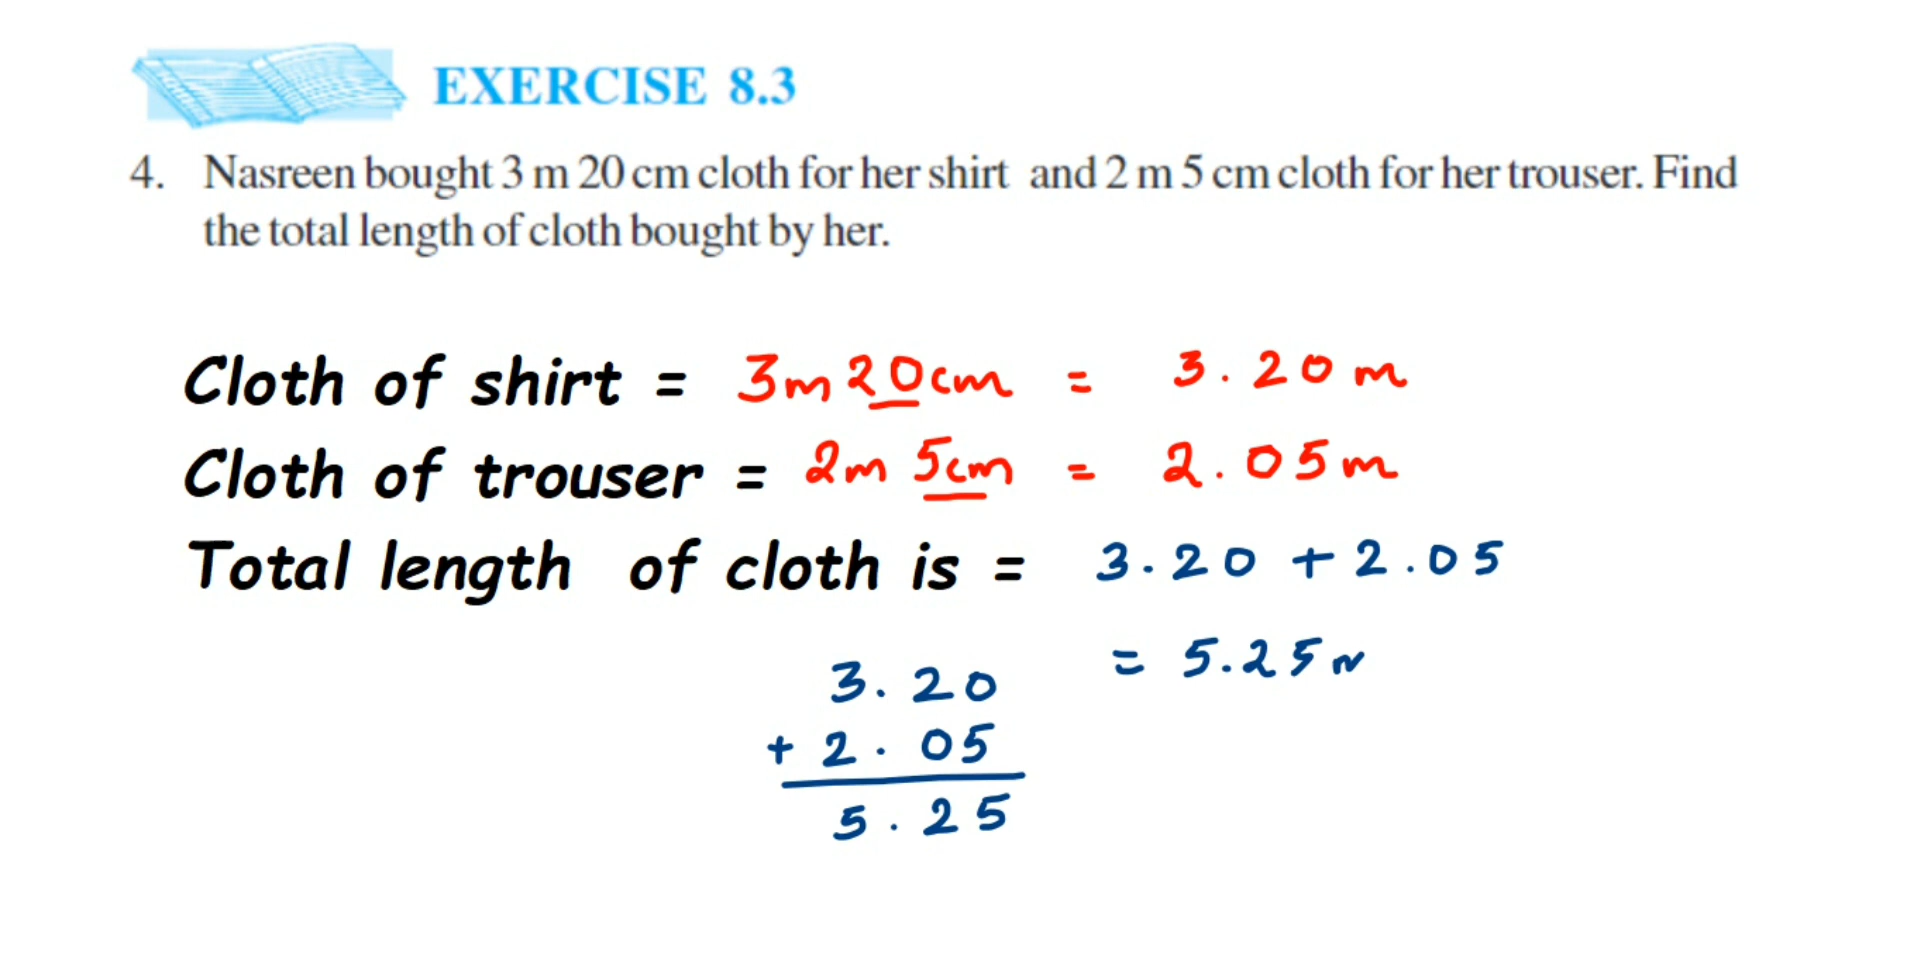 EXERCISE 8.3
4. Nasreen bought 3 m 20 cm cloth for her shirt and 2 m 5 cm cloth for her trouser. Find
the total length of cloth bought by her.
Cloth of shirt = 3m 20cm = 3.20 m
Cloth of trouser = 2m 5cm = 2.05m
Total length of cloth is = 3.20 + 2.05
= 5.25m
3.20
+ 2.05
5.25